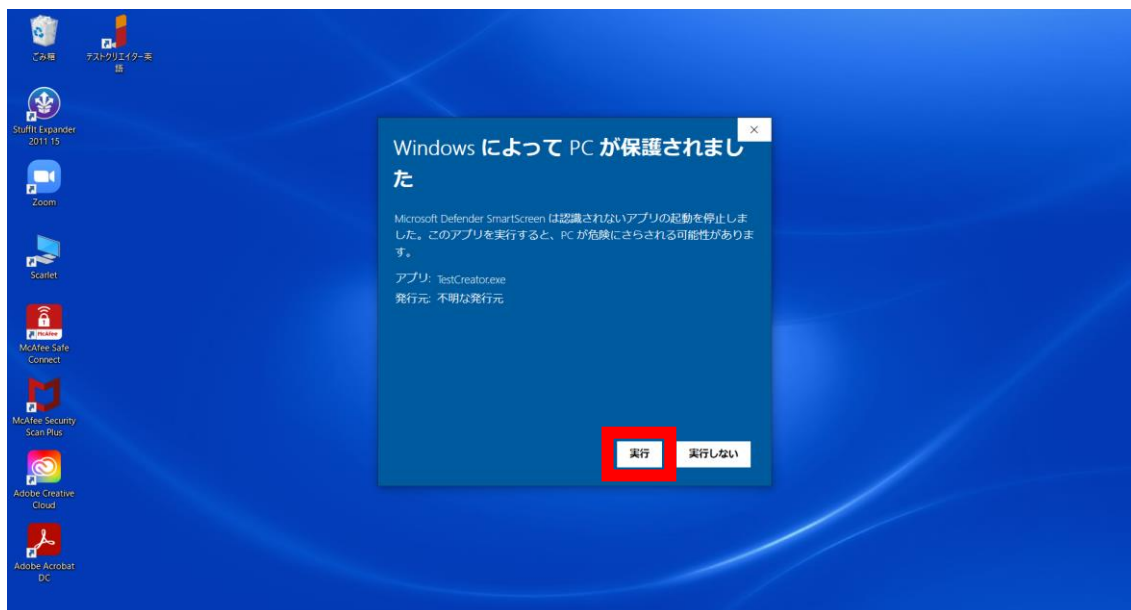 ごみ箱
テストクリエイター英
語
StuffIt Expander
2011 15
Zoom
Scarlet
McAfee
McAfee Safe
Connect
McAfee Security
Scan Plus
Adobe Creative
Cloud
Adobe Acrobat
DC
Windows によって PC が保護されまし
た
Microsoft Defender SmartScreen は認識されないアプリの起動を停止しま
した。このアプリを実行すると、PC が危険にさらされる可能性がありま
す。
アプリ: TestCreator.exe
発行元: 不明な発行元
実行
実行しない